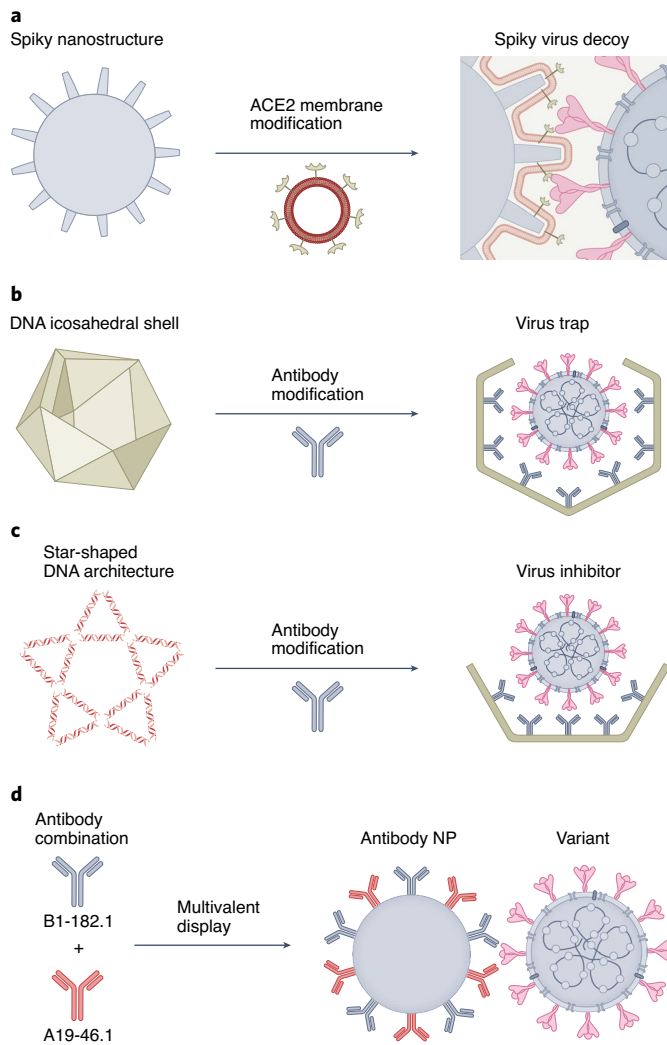 a
Spiky nanostructure
Spiky virus decoy
ACE2 membrane
modification
b
DNA icosahedral shell
Virus trap
Antibody
modification
c
Star-shaped
DNA architecture
Virus inhibitor
Antibody
modification
d
Antibody
combination
Antibody NP
Variant
B1-182.1
Multivalent
display
+
A19-46.1